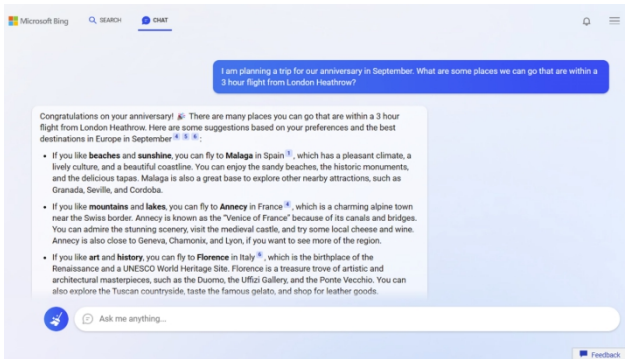 Microsoft Bing SEARCH CHAT
I am planning a trip for our anniversary in September. What are some places we can go that are within a
3 hour flight from London Heathrow?
Congratulations on your anniversary! 🎉 There are many places you can go that are within a 3 hour
flight from London Heathrow. Here are some suggestions based on your preferences and the best
destinations in Europe in September 4 5 6 :
• If you like beaches and sunshine, you can fly to Malaga in Spain 1 , which has a pleasant climate, a
lively culture, and a beautiful coastline. You can enjoy the sandy beaches, the historic monuments,
and the delicious tapas. Malaga is also a great base to explore other nearby attractions, such as
Granada, Seville, and Cordoba.
• If you like mountains and lakes, you can fly to Annecy in France 4 , which is a charming alpine town
near the Swiss border. Annecy is known as the "Venice of France" because of its canals and bridges.
You can admire the stunning scenery, visit the medieval castle, and try some local cheese and wine.
Annecy is also close to Geneva, Chamonix, and Lyon, if you want to see more of the region.
• If you like art and history, you can fly to Florence in Italy 6 , which is the birthplace of the
Renaissance and a UNESCO World Heritage Site. Florence is a treasure trove of artistic and
architectural masterpieces, such as the Duomo, the Uffizi Gallery, and the Ponte Vecchio. You can
also explore the Tuscan countryside, taste the famous gelato, and shop for leather goods.
Ask me anything...
Feedback